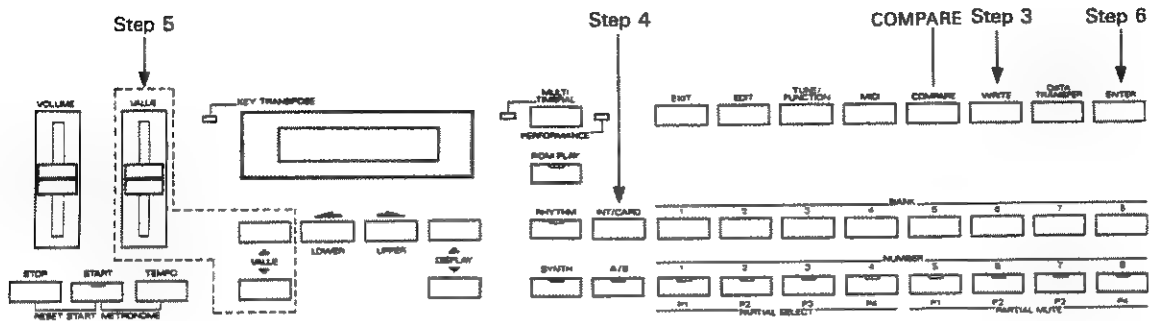 Step 5 Step 4 COMPARE Step 3 Step 6
VOLUME VALUE KEY TRANSPOSE MULTI TIMBRAL EXIT EDIT TUNE/ FUNCTION MIDI COMPARE WRITE DATA TRANSFER ENTER
PERFORMANCE
ROM PLAY
BANK
RHYTHM INT/CARD 1 2 3 4 5 6 7 8
LOWER UPPER
VALUE DISPLAY
NUMBER
STOP START TEMPO SYNTH A/B 1 2 3 4 5 6 7 8
P1 P2 P3 P4 P1 P2 P3 P4
RESET START METRONOME PARTIAL SELECT PARTIAL MUTE